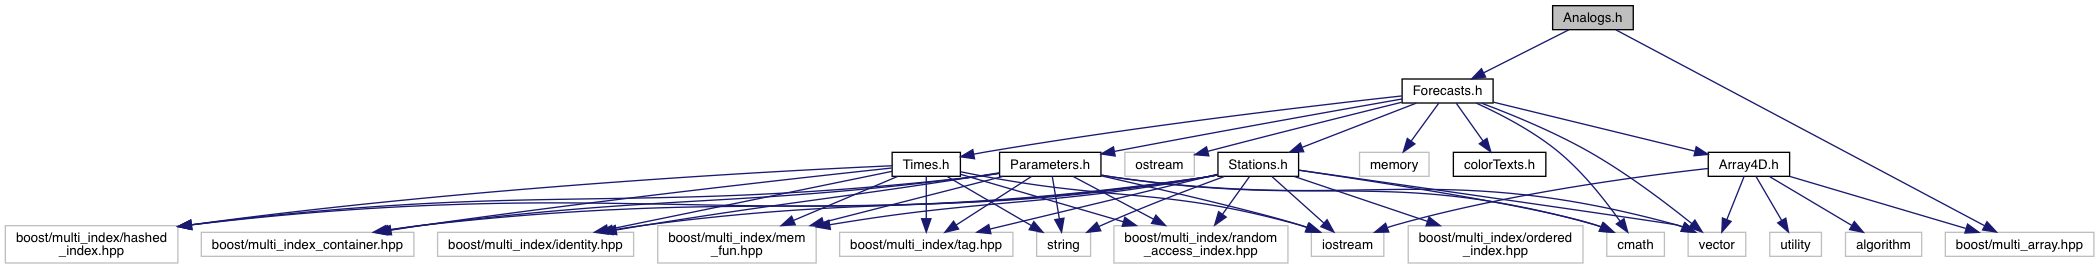 Analogs.h
Forecasts.h
Times.h
Parameters.h
ostream
Stations.h
memory
colorTexts.h
Array4D.h
boost/multi_index/hashed
_index.hpp
boost/multi_index_container.hpp
boost/multi_index/identity.hpp
boost/multi_index/mem
_fun.hpp
boost/multi_index/tag.hpp
string
boost/multi_index/random
_access_index.hpp
iostream
boost/multi_index/ordered
_index.hpp
cmath
vector
utility
algorithm
boost/multi_array.hpp